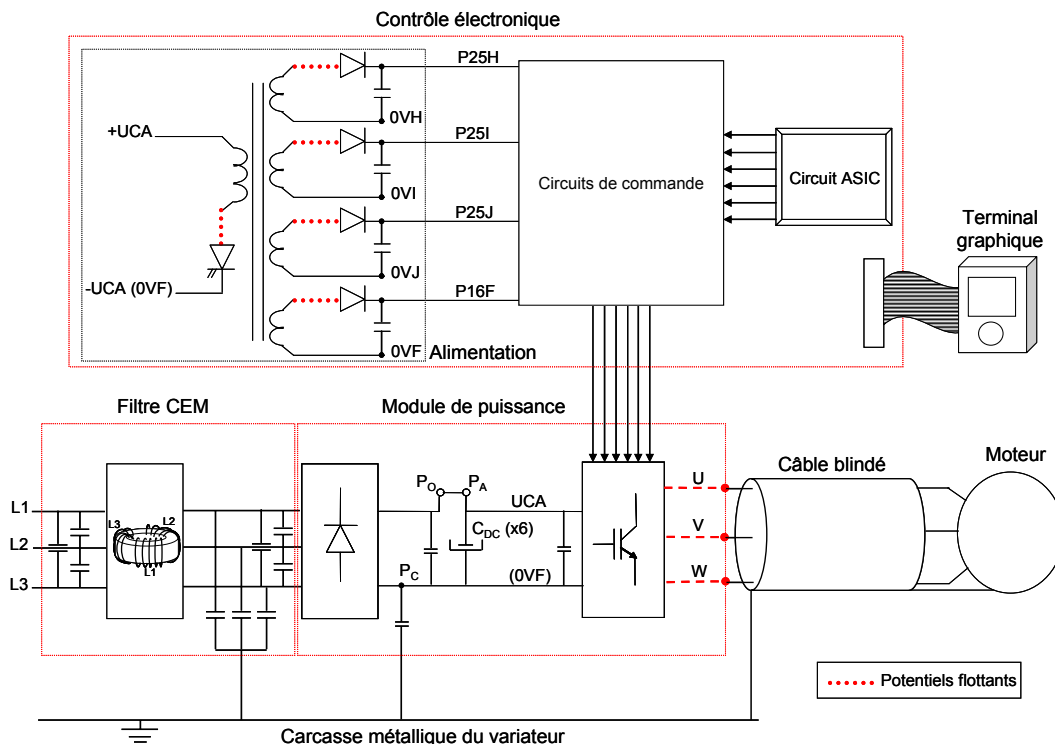 Contrôle électronique
P25H
0VH
+UCA
P25I
Circuits de commande
Circuit ASIC
0VI
P25J
Terminal
graphique
0VJ
-UCA (0VF)
P16F
0VF
Alimentation
Filtre CEM
Module de puissance
Câble blindé
Moteur
L1
L2
L3
L3
L2
L1
PO
PA
UCA
CDC (x6)
PC
(0VF)
U
V
W
Potentiels flottants
Carcasse métallique du variateur